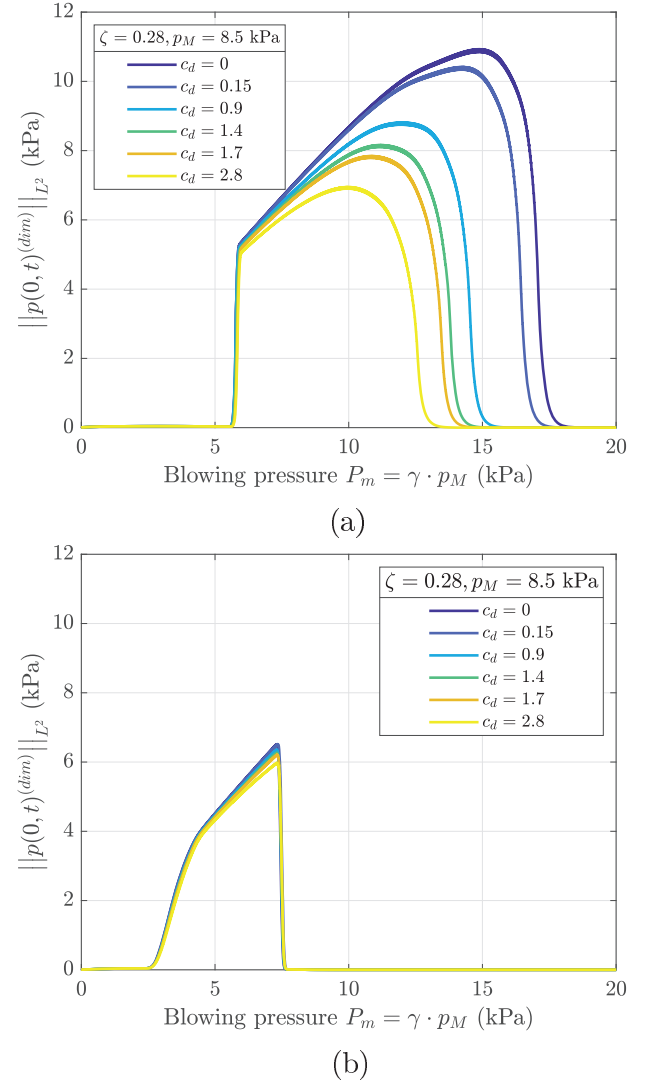 12
10
8
6
4
2
0
||p(0, t)^{(dim)}||_{L^2} (kPa)
ζ = 0.28, p_M = 8.5 kPa
c_d = 0
c_d = 0.15
c_d = 0.9
c_d = 1.4
c_d = 1.7
c_d = 2.8
0 5 10 15 20
Blowing pressure P_m = γ · p_M (kPa)
(a)
12
10
8
6
4
2
0
||p(0, t)^{(dim)}||_{L^2} (kPa)
ζ = 0.28, p_M = 8.5 kPa
c_d = 0
c_d = 0.15
c_d = 0.9
c_d = 1.4
c_d = 1.7
c_d = 2.8
0 5 10 15 20
Blowing pressure P_m = γ · p_M (kPa)
(b)